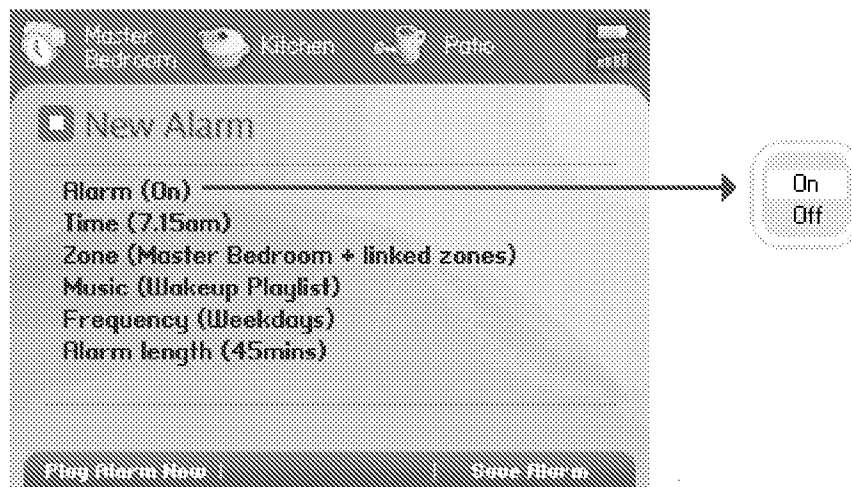 Master
Bedroom
Kitchen
Patio
New Alarm
Alarm (On)
On
Off
Time (7.15am)
Zone (Master Bedroom + linked zones)
Music (Wakeup Playlist)
Frequency (Weekdays)
Alarm length (45mins)
Play Alarm Now
Save Alarm